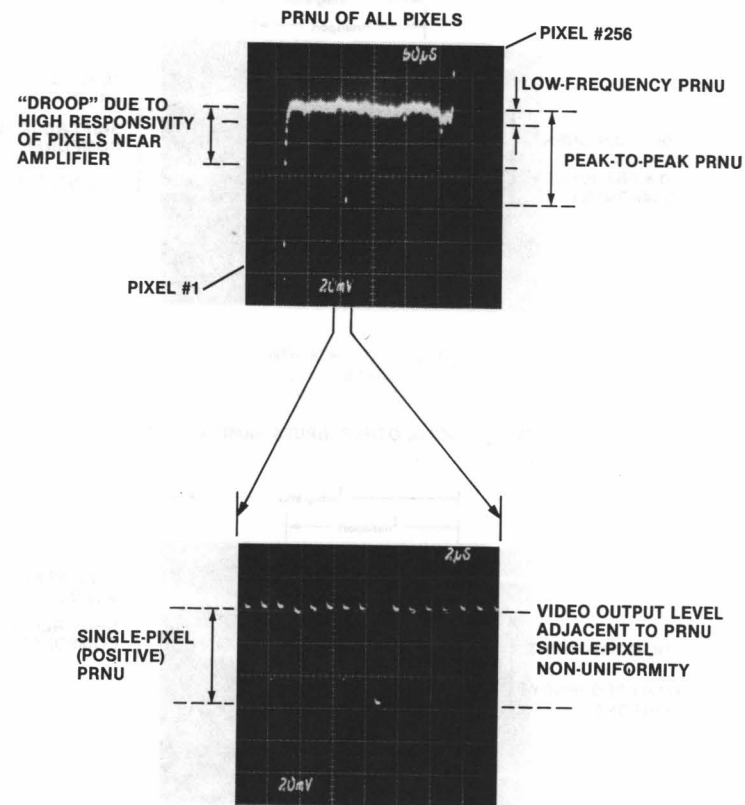 PRNU OF ALL PIXELS
PIXEL #256
50µS
LOW-FREQUENCY PRNU
"DROOP" DUE TO
HIGH RESPONSIVITY
OF PIXELS NEAR
AMPLIFIER
PEAK-TO-PEAK PRNU
PIXEL #1
20mV
2µS
SINGLE-PIXEL
(POSITIVE)
PRNU
VIDEO OUTPUT LEVEL
ADJACENT TO PRNU
SINGLE-PIXEL
NON-UNIFORMITY
20mV